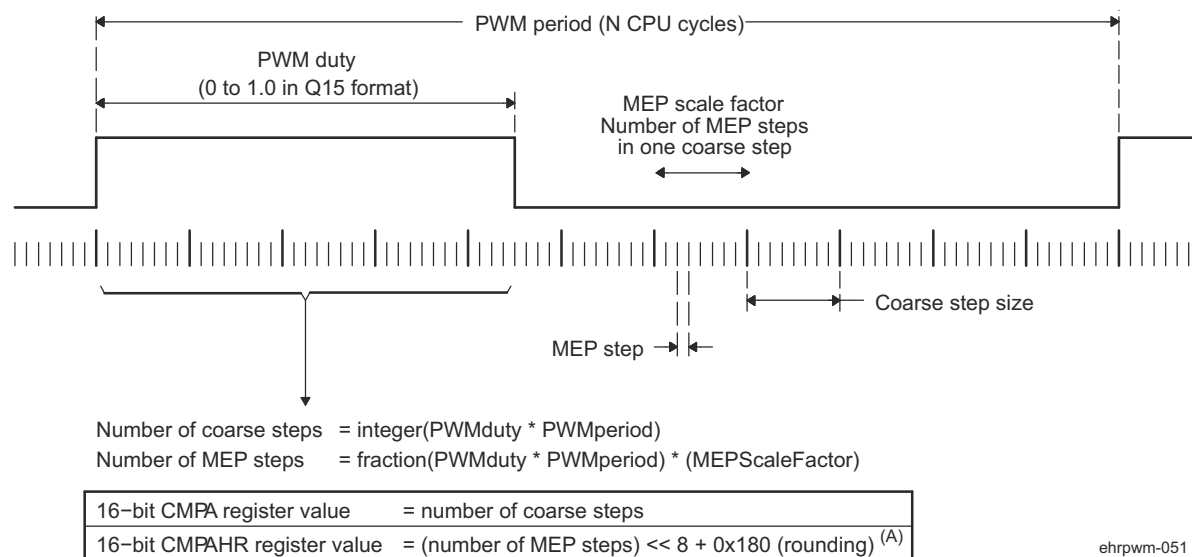 PWM period (N CPU cycles)
PWM duty
(0 to 1.0 in Q15 format)
MEP scale factor
Number of MEP steps
in one coarse step
Coarse step size
MEP step
Number of coarse steps = integer(PWMduty * PWMperiod)
Number of MEP steps = fraction(PWMduty * PWMperiod) * (MEPScaleFactor)
16−bit CMPA register value = number of coarse steps
16−bit CMPAHR register value = (number of MEP steps) << 8 + 0x180 (rounding) (A)
ehrpwm-051